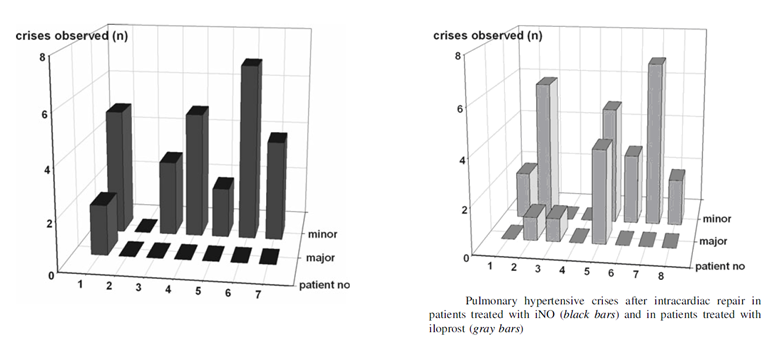 crises observed (n)
8
6
4
2
0
1 2 3 4 5 6 7
minor
major
patient no
crises observed (n)
8
6
4
2
0
1 2 3 4 5 6 7 8
minor
major
patient no
Pulmonary hypertensive crises after intracardiac repair in
patients treated with iNO (black bars) and in patients treated with
iloprost (gray bars)